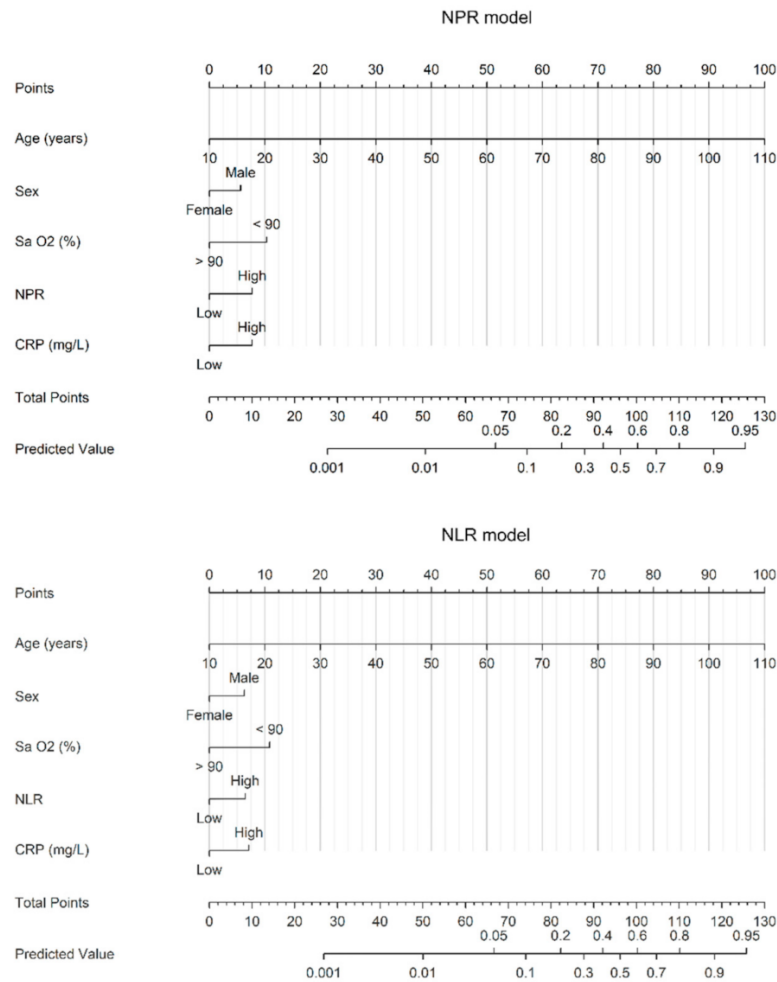 NPR model
0 10 20 30 40 50 60 70 80 90 100
Points
Age (years)
10 20 30 40 50 60 70 80 90 100 110
Male
Sex
Female
< 90
Sa O2 (%)
> 90
High
NPR
Low
High
CRP (mg/L)
Low
Total Points
0 10 20 30 40 50 60 70 80 90 100 110 120 130
0.05 0.2 0.4 0.6 0.8 0.95
Predicted Value
0.001 0.01 0.1 0.3 0.5 0.7 0.9
NLR model
0 10 20 30 40 50 60 70 80 90 100
Points
Age (years)
10 20 30 40 50 60 70 80 90 100 110
Male
Sex
Female
< 90
Sa O2 (%)
> 90
High
NLR
Low
High
CRP (mg/L)
Low
Total Points
0 10 20 30 40 50 60 70 80 90 100 110 120 130
0.05 0.2 0.4 0.6 0.8 0.95
Predicted Value
0.001 0.01 0.1 0.3 0.5 0.7 0.9